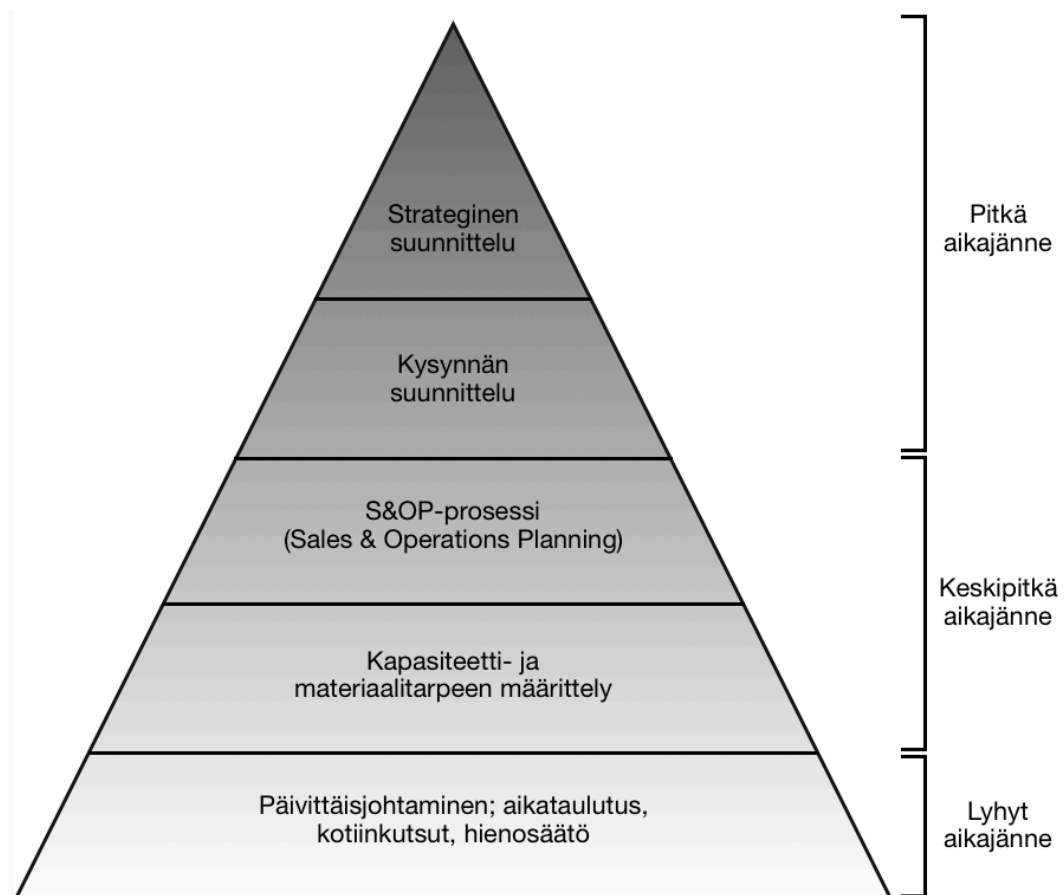 Strateginen
suunnittelu
Pitkä
aikajänne
Kysynnän
suunnittelu
S&OP-prosessi
(Sales & Operations Planning)
Keskipitkä
aikajänne
Kapasiteetti- ja
materiaalitarpeen määrittely
Päivittäisjohtaminen; aikataulutus,
kotiinkutsut, hienosäätö
Lyhyt
aikajänne